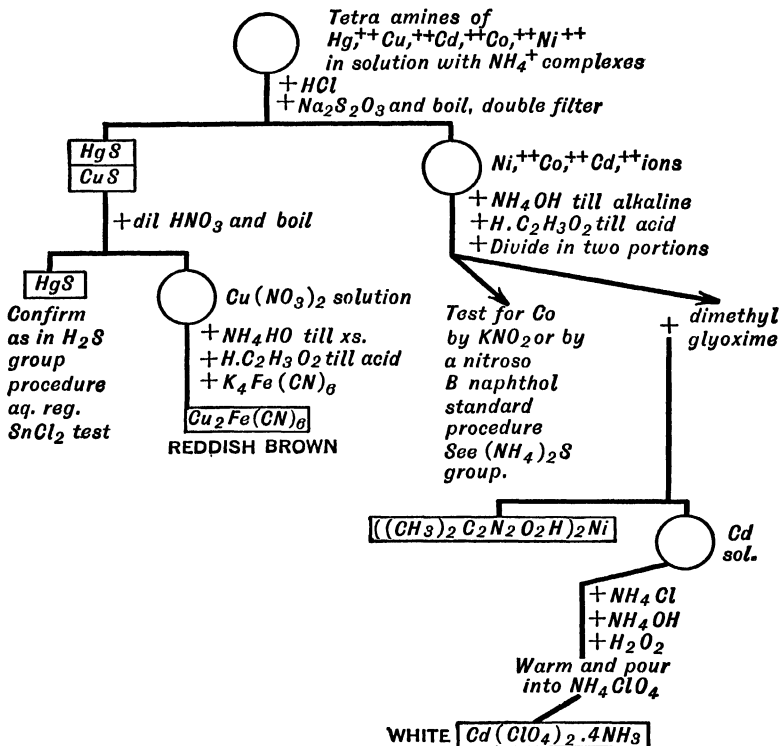 Tetra amines of
Hg,++Cu,++Cd,++Co,++Ni++
in solution with NH4+ complexes
+HCl
+Na2S2O3 and boil, double filter
HgS
CuS
Ni,++Co,++Cd,++ions
+dil HNO3 and boil
+NH4OH till alkaline
+H.C2H3O2 till acid
+Divide in two portions
HgS
Confirm
as in H2S
group
procedure
aq. reg.
SnCl2 test
Cu(NO3)2 solution
+NH4HO till xs.
+H.C2H3O2 till acid
+K4Fe(CN)6
Cu2Fe(CN)6
REDDISH BROWN
Test for Co
by KNO2 or by
a nitroso
B naphthol
standard
procedure
See (NH4)2S
group.
+ dimethyl
glyoxime
((CH3)2 C2N2O2H)2Ni
Cd
sol.
+NH4Cl
+NH4OH
+H2O2
Warm and pour
into NH4ClO4
WHITE Cd(ClO4)2.4NH3